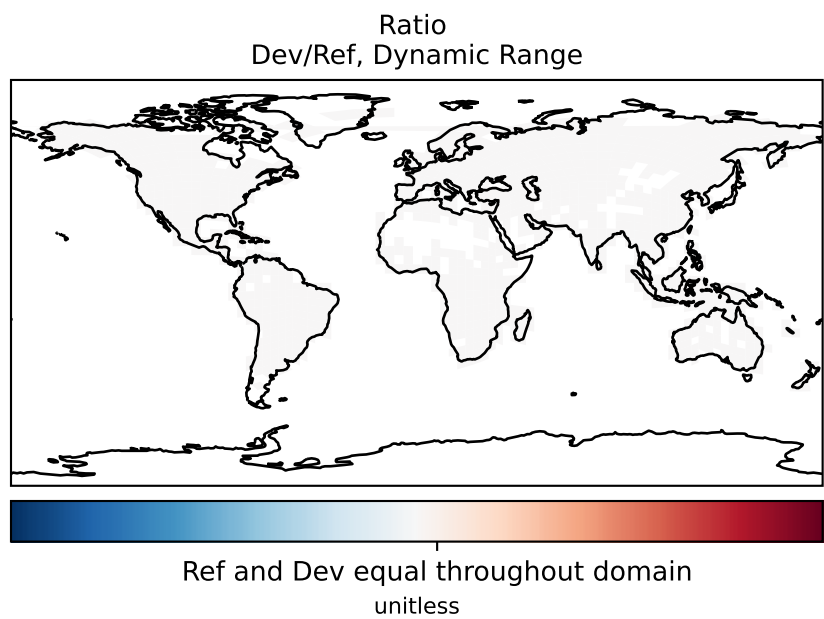 Ratio
Dev/Ref, Dynamic Range
Ref and Dev equal throughout domain
unitless